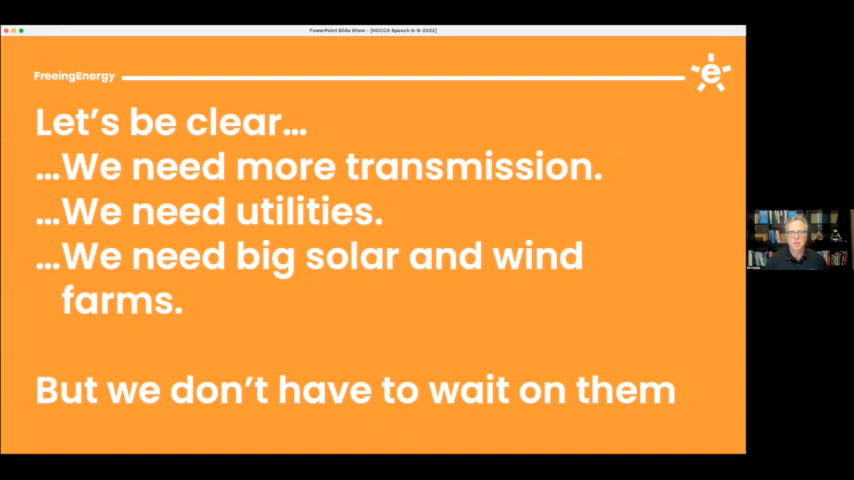 PowerPoint Slide Show - [NCCCA Speech 6-9-2022]
FreeingEnergy
e
Let's be clear...
...We need more transmission.
...We need utilities.
...We need big solar and wind
farms.
But we don't have to wait on them